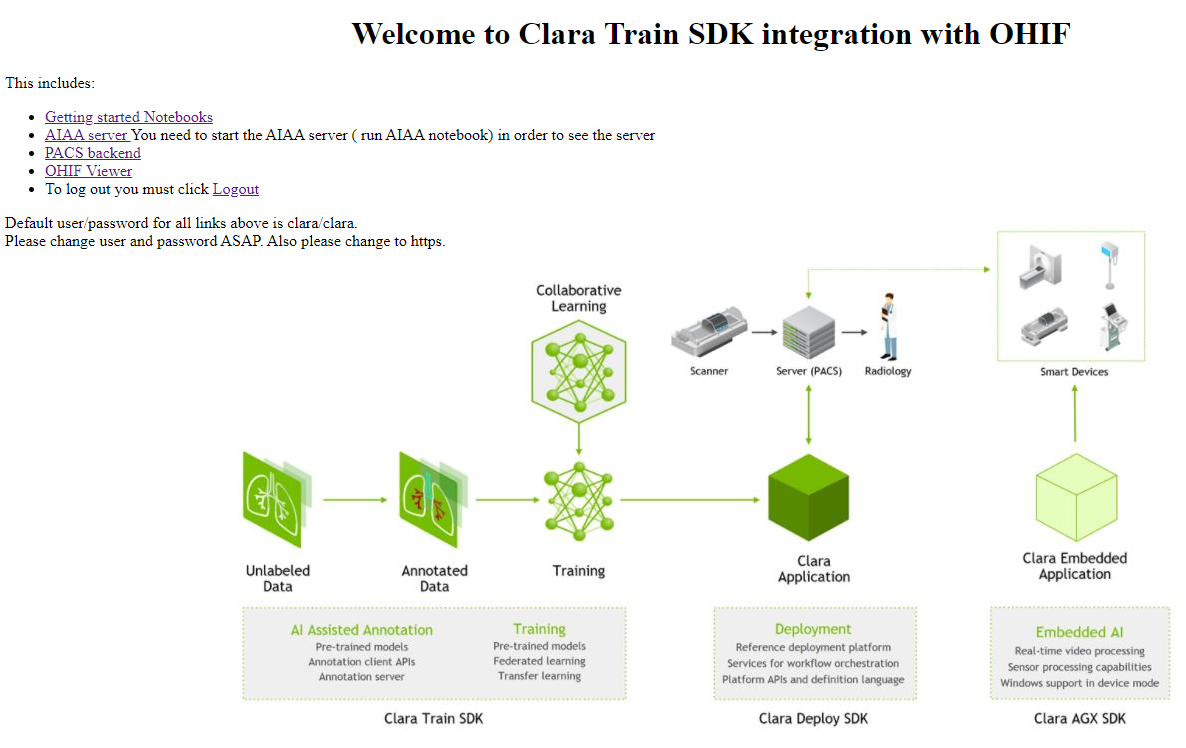 Welcome to Clara Train SDK integration with OHIF
This includes:
Getting started Notebooks
AIAA server You need to start the AIAA server ( run AIAA notebook) in order to see the server
PACS backend
OHIF Viewer
To log out you must click Logout
Default user/password for all links above is clara/clara.
Please change user and password ASAP. Also please change to https.
Collaborative
Learning
Scanner
Server (PACS)
Radiology
Smart Devices
Unlabeled
Data
Annotated
Data
Training
Clara
Application
Clara Embedded
Application
AI Assisted Annotation
Pre-trained models
Annotation client APIs
Annotation server
Training
Pre-trained models
Federated learning
Transfer learning
Deployment
Reference deployment platform
Services for workflow orchestration
Platform APIs and definition language
Embedded AI
Real-time video processing
Sensor processing capabilities
Windows support in device mode
Clara Train SDK
Clara Deploy SDK
Clara AGX SDK